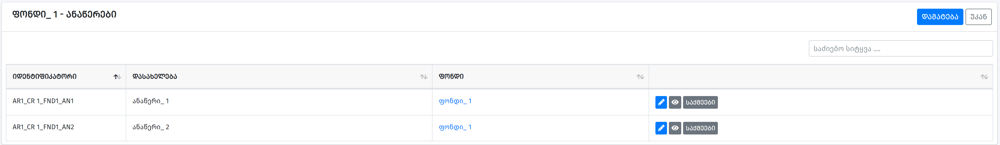 ფონდი_ 1 - ანაწერები
დამატება უკან
საძიებო სიტყვა ....
იდენტიფიკატორი დასახელება ფონდი
AR1_CR 1_FND1_AN1 ანაწერი_ 1 ფონდი_ 1 საქმეები
AR1_CR 1_FND1_AN2 ანაწერი_ 2 ფონდი_ 1 საქმეები